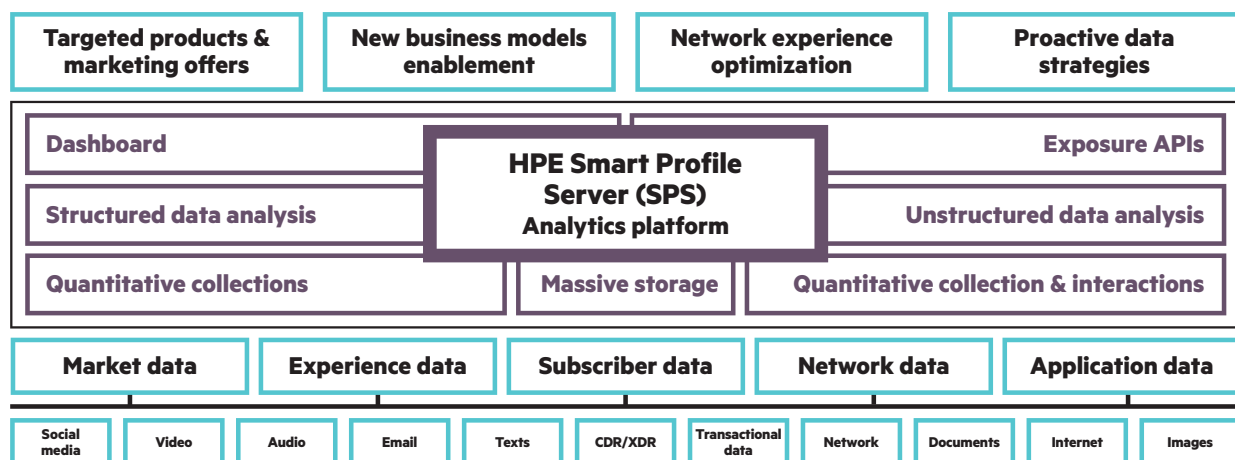 Targeted products &
marketing offers
New business models
enablement
Network experience
optimization
Proactive data
strategies
Dashboard
HPE Smart Profile
Server (SPS)
Analytics platform
Exposure APIs
Structured data analysis
Unstructured data analysis
Quantitative collections
Massive storage
Quantitative collection & interactions
Market data
Experience data
Subscriber data
Network data
Application data
Social
media
Video
Audio
Email
Texts
CDR/XDR
Transactional
data
Network
Documents
Internet
Images